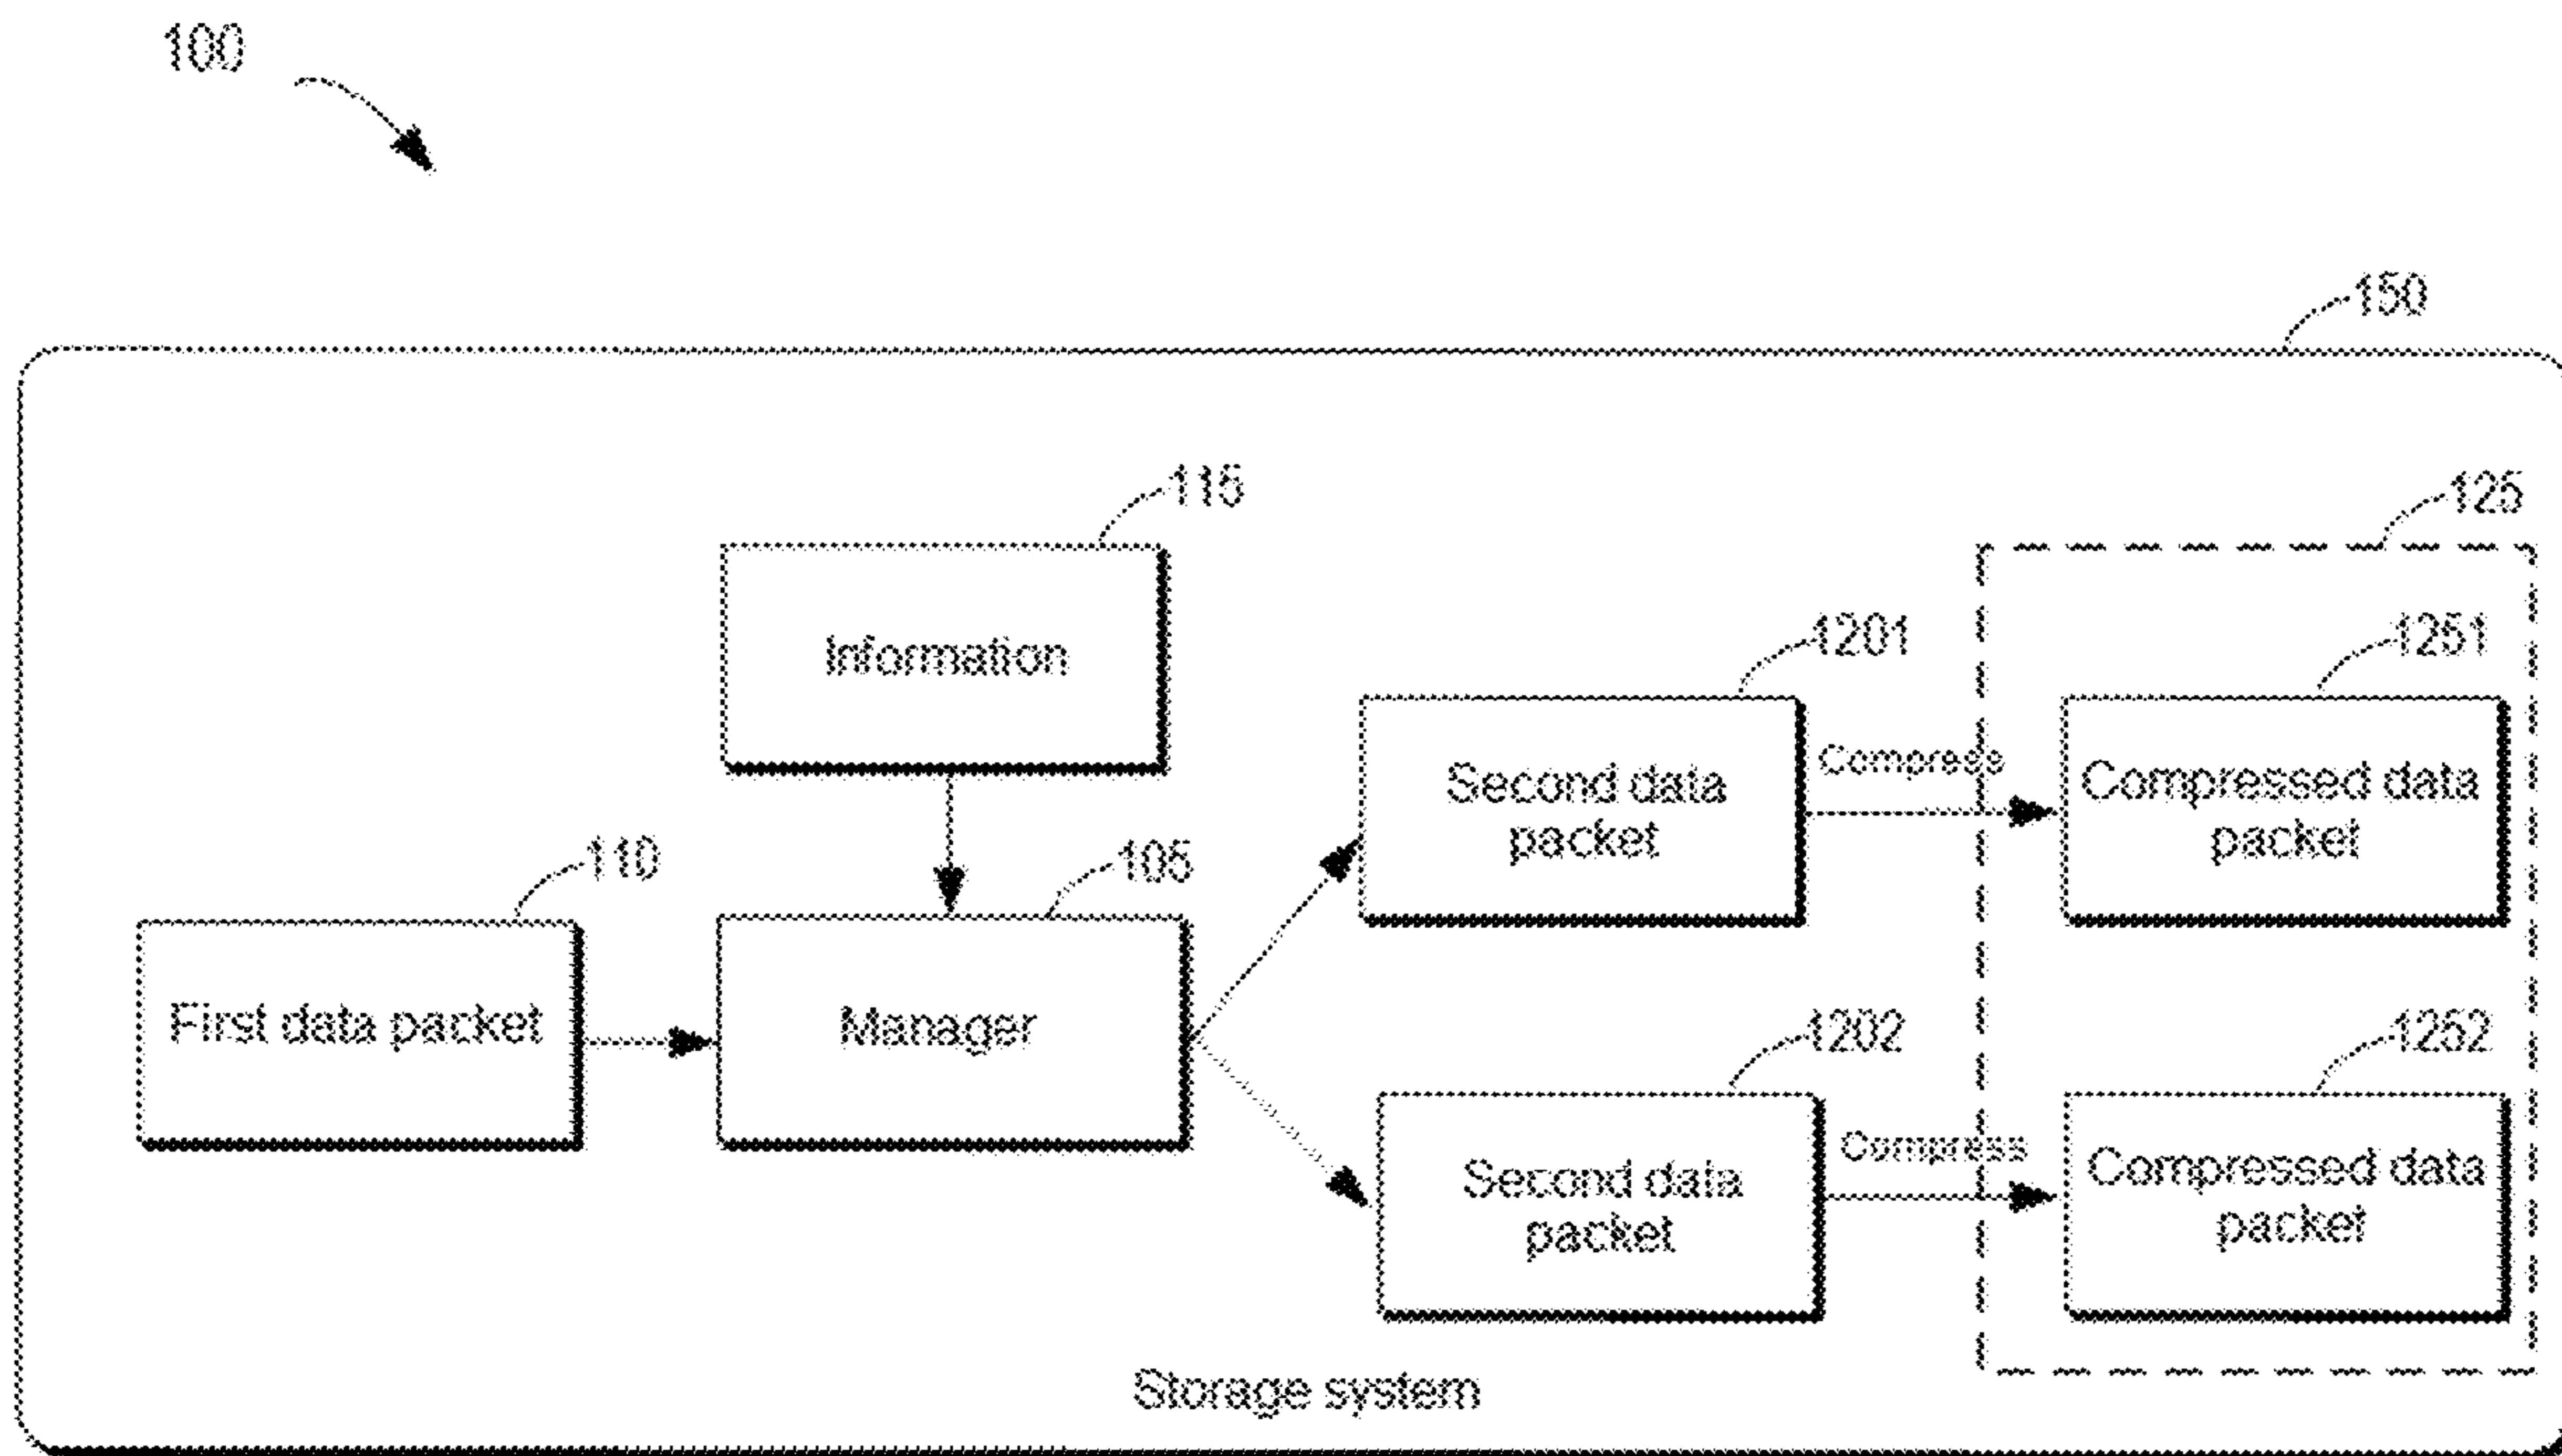 100
150
115
125
Information
1201
1251
Second data
packet
Compress
Compressed data
packet
110
105
First data packet
Manager
1202
1252
Second data
packet
Compress
Compressed data
packet
Storage system